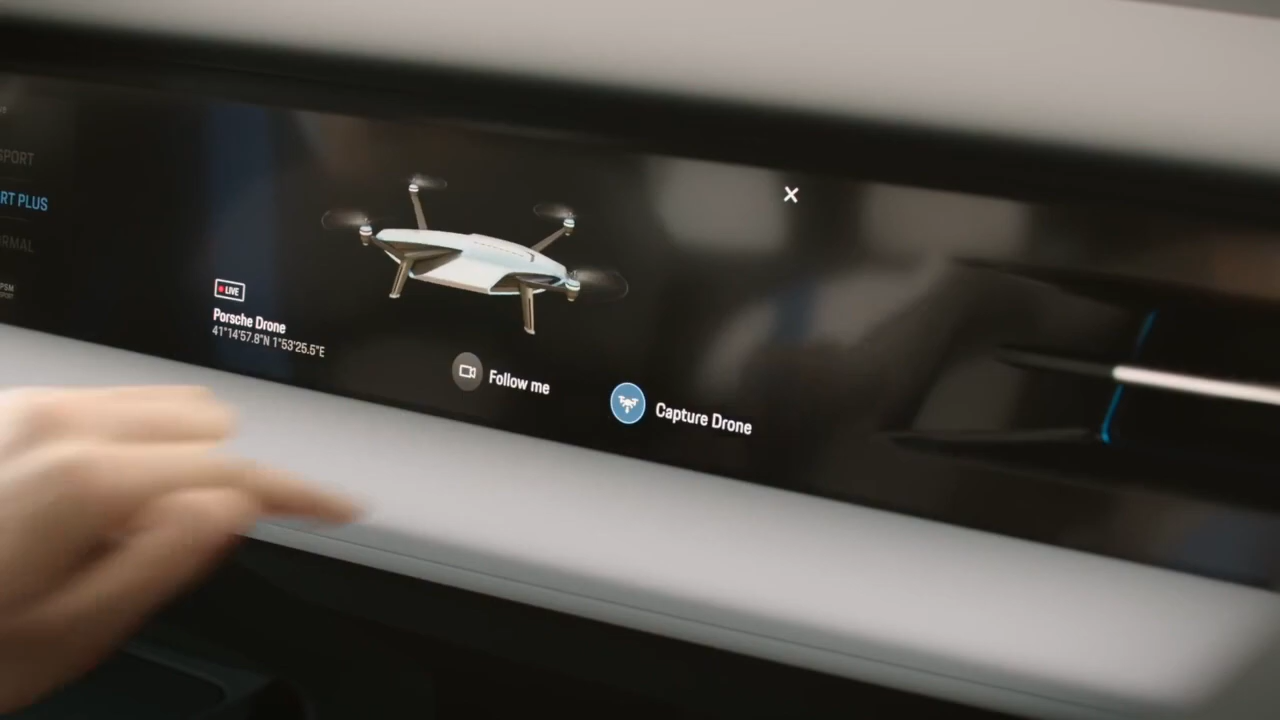 SPORT
RT PLUS
RMAL
LIVE
Porsche Drone
41°14'57.8"N 1°53'25.5"E
Follow me
Capture Drone